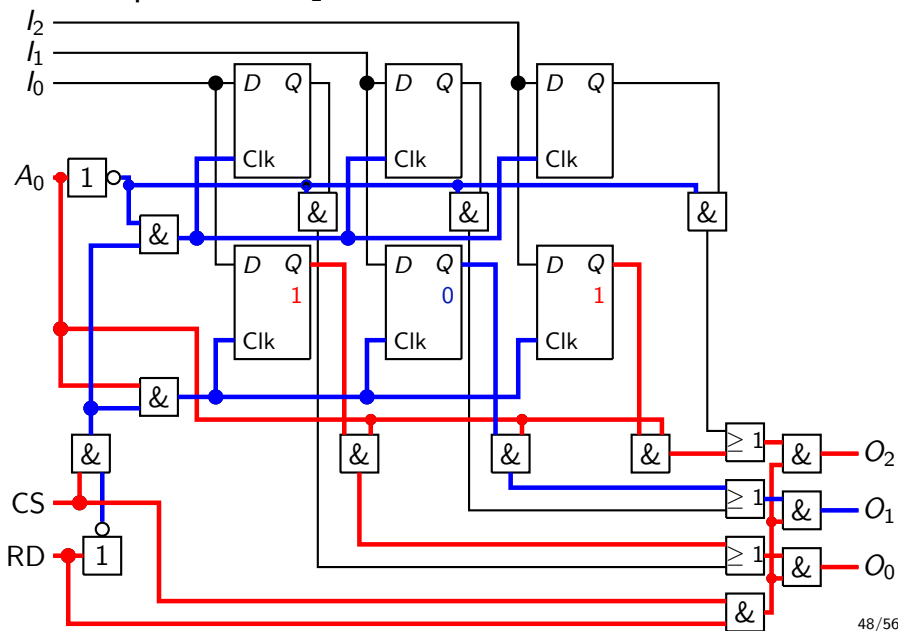 I₂
I₁
I₀
D Q D Q D Q
Clk Clk Clk
A₀ 1
& & &
&
D Q D Q D Q
1 0 1
Clk Clk Clk
&
≥ 1 & O₂
& & & &
CS ≥ 1 & O₁
RD 1 ≥ 1 & O₀
&
48/56